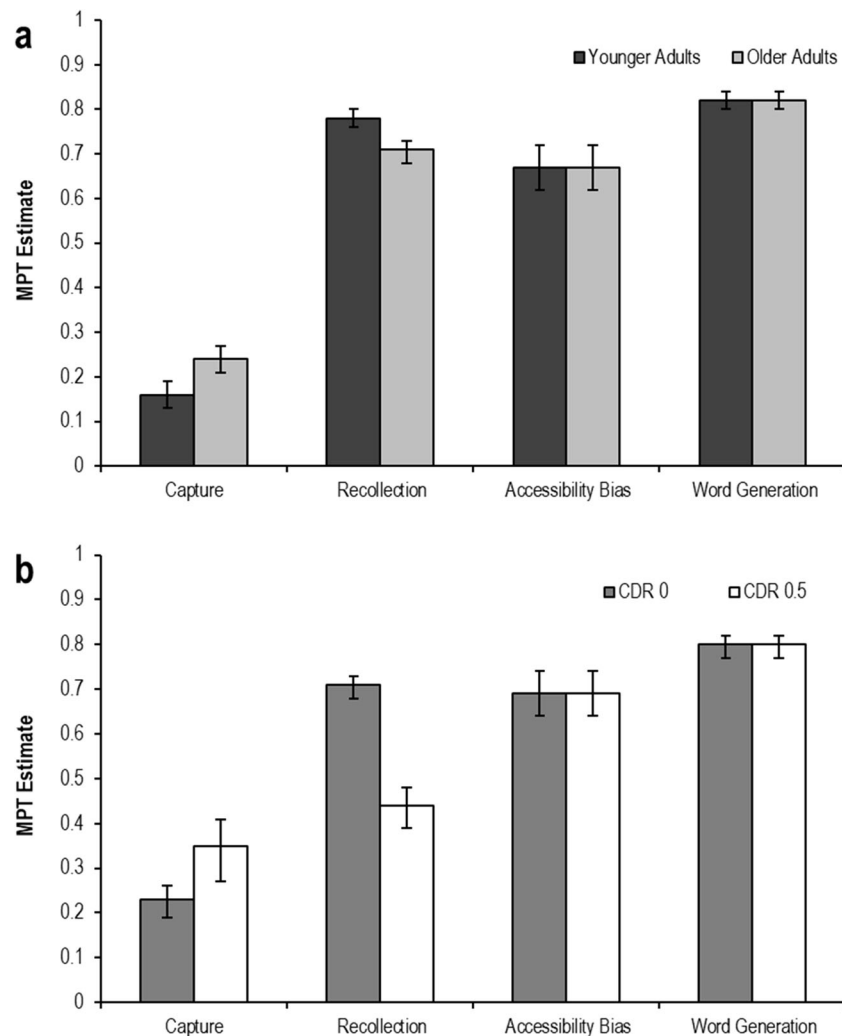 a
1
0.9
0.8
0.7
0.6
0.5
0.4
0.3
0.2
0.1
0
MPT Estimate
Younger Adults Older Adults
Capture Recollection Accessibility Bias Word Generation
b
1
0.9
0.8
0.7
0.6
0.5
0.4
0.3
0.2
0.1
0
MPT Estimate
CDR 0 CDR 0.5
Capture Recollection Accessibility Bias Word Generation